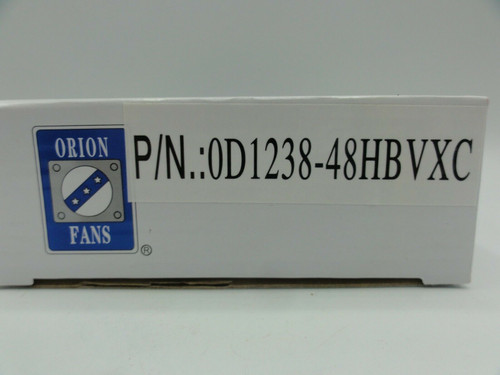 ORION
FANS
®
P/N.:0D1238-48HBVXC